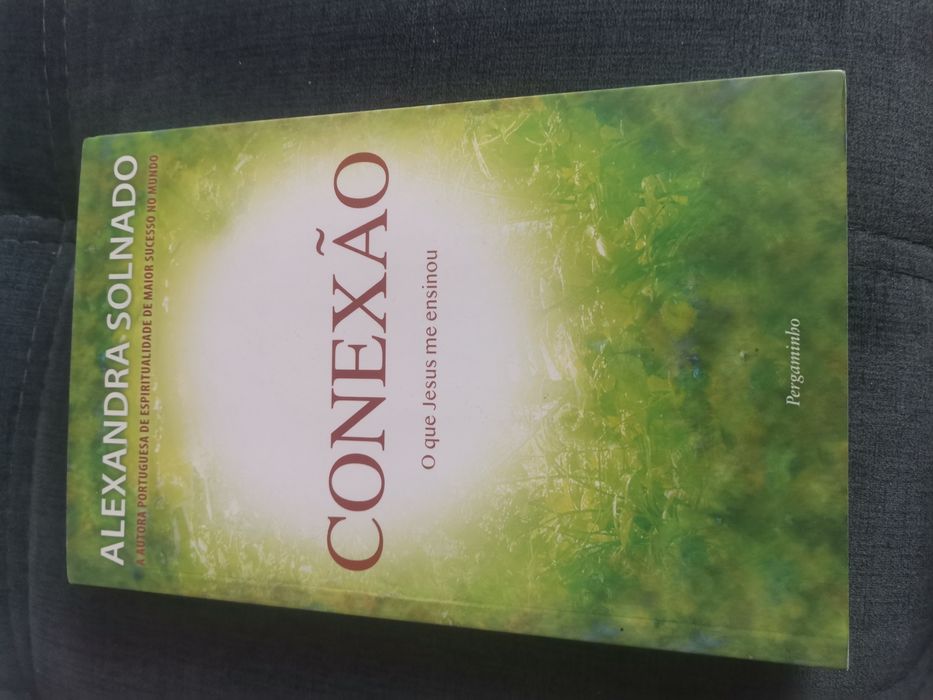 ALEXANDRA SOLNADO
A AUTORA PORTUGUESA DE ESPIRITUALIDADE DE MAIOR SUCESSO NO MUNDO
CONEXÃO
O que Jesus me ensinou
Pergaminho